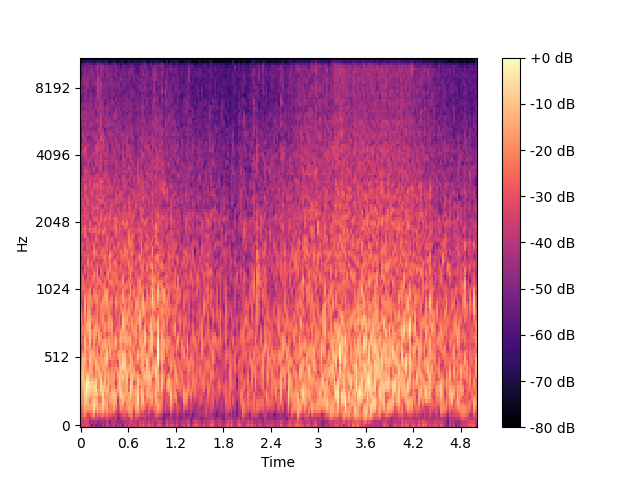 8192
4096
2048
1024
512
0
Hz
0 0.6 1.2 1.8 2.4 3 3.6 4.2 4.8
Time
+0 dB
-10 dB
-20 dB
-30 dB
-40 dB
-50 dB
-60 dB
-70 dB
-80 dB